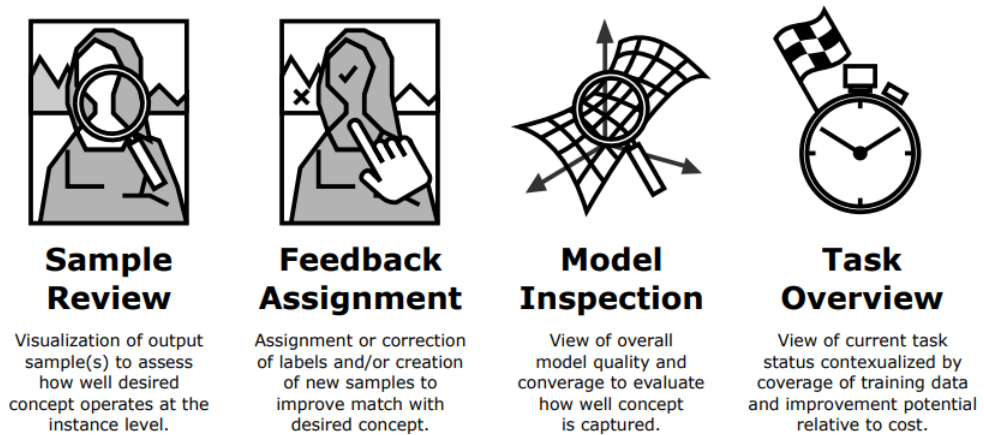 Sample
Review
Visualization of output
sample(s) to assess
how well desired
concept operates at the
instance level.
Feedback
Assignment
Assignment or correction
of labels and/or creation
of new samples to
improve match with
desired concept.
Model
Inspection
View of overall
model quality and
converage to evaluate
how well concept
is captured.
Task
Overview
View of current task
status contexualized by
coverage of training data
and improvement potential
relative to cost.